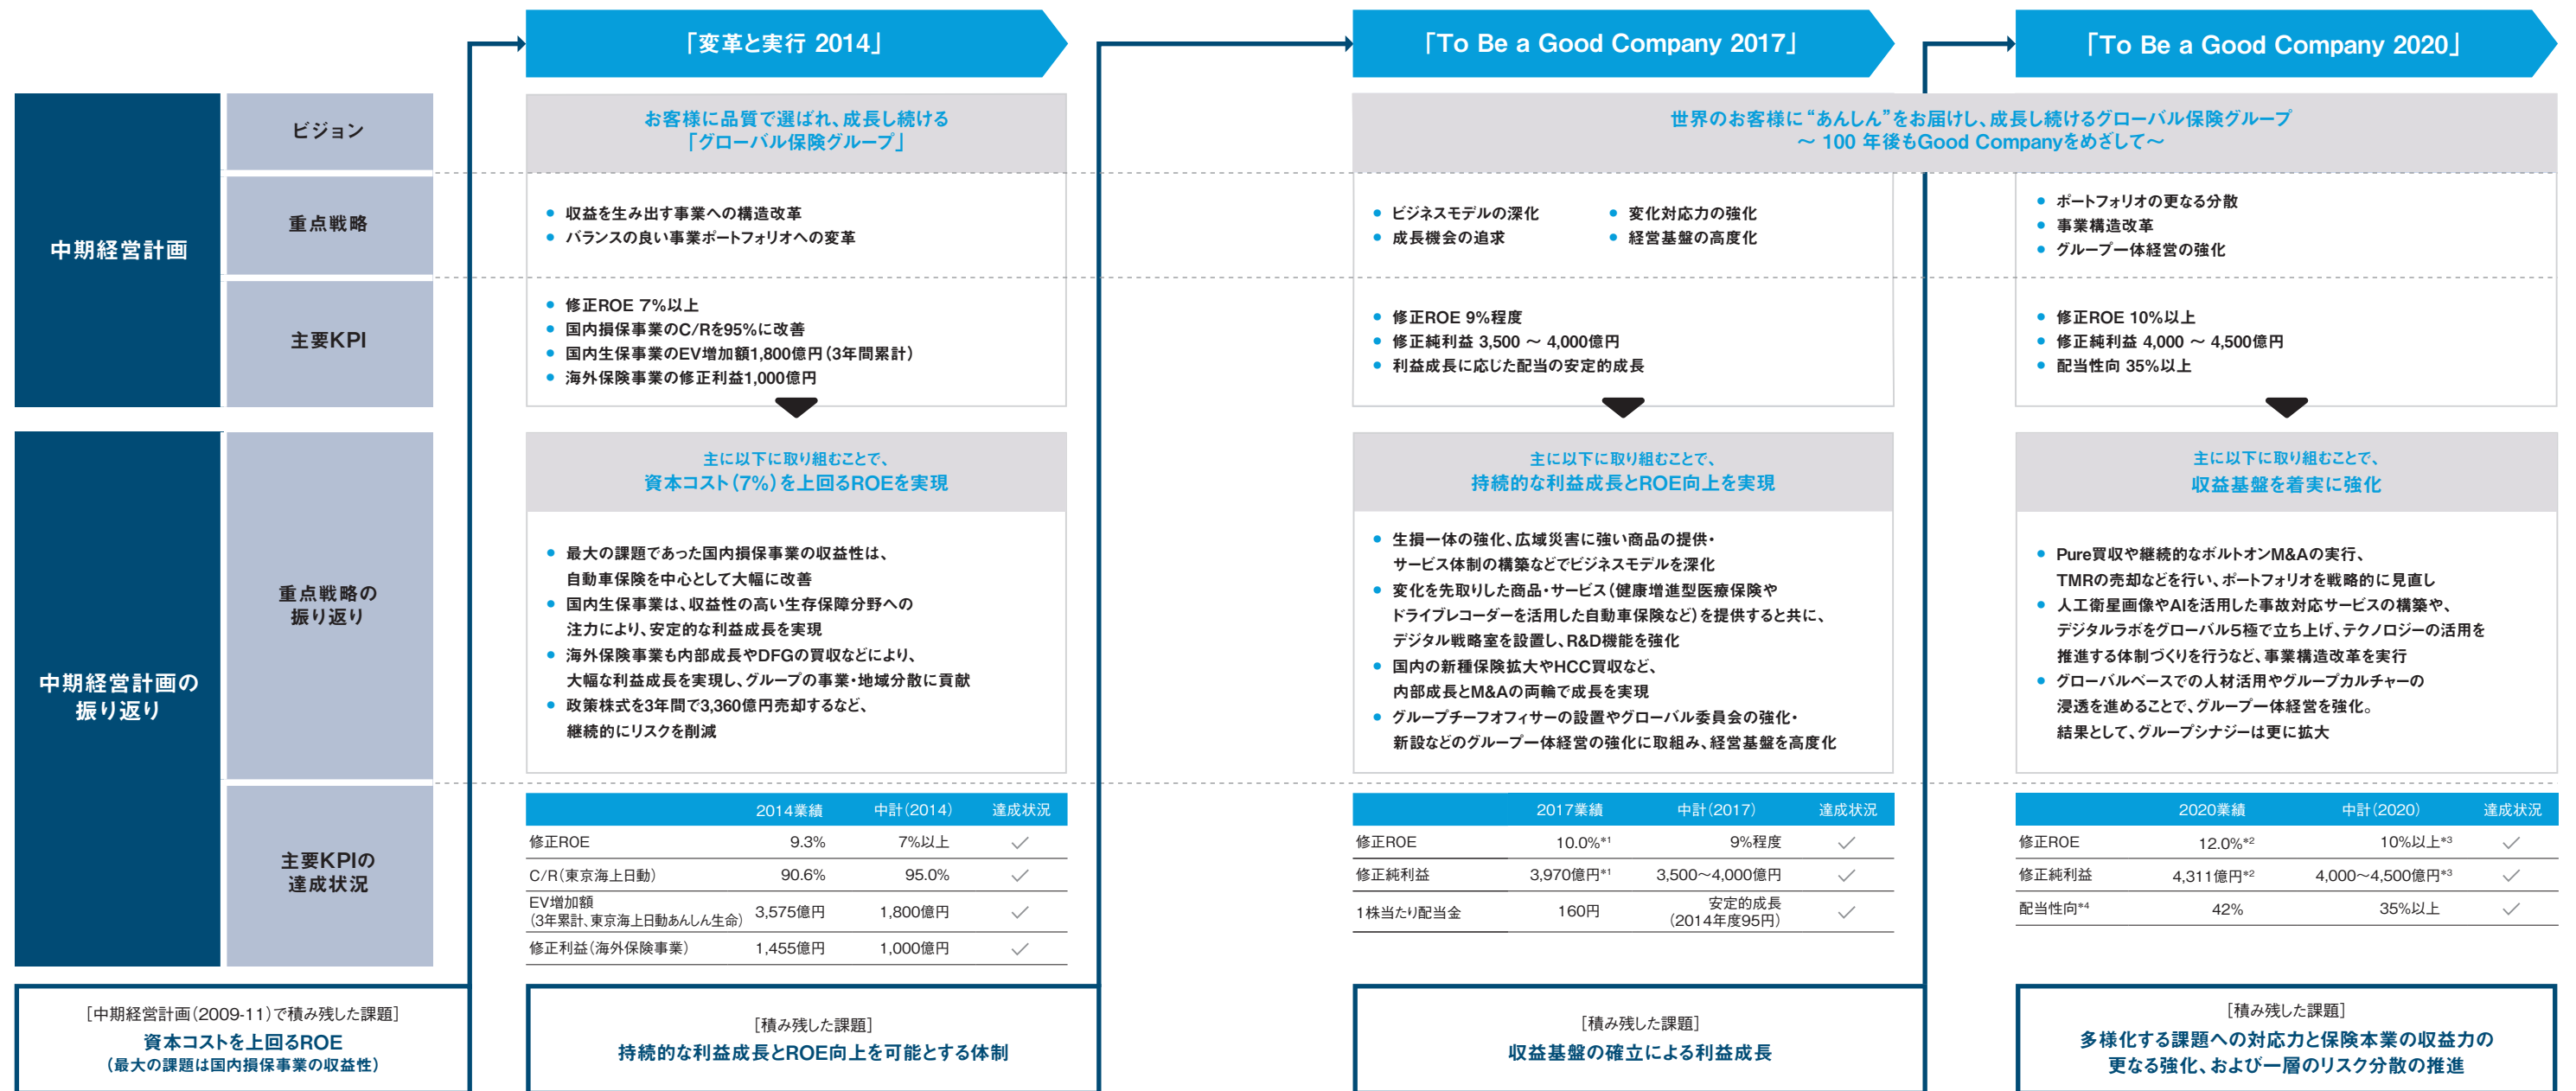 「変革と実行 2014」
「To Be a Good Company 2017」
「To Be a Good Company 2020」
中期経営計画
ビジョン
お客様に品質で選ばれ、成長し続ける
「グローバル保険グループ」
世界のお客様に“あんしん”をお届けし、成長し続けるグローバル保険グループ
～ 100 年後もGood Companyをめざして～
重点戦略
• 収益を生み出す事業への構造改革
• バランスの良い事業ポートフォリオへの変革
• ビジネスモデルの深化
• 成長機会の追求
• 変化対応力の強化
• 経営基盤の高度化
• ポートフォリオの更なる分散
• 事業構造改革
• グループ一体経営の強化
主要KPI
• 修正ROE 7%以上
• 国内損保事業のC/Rを95%に改善
• 国内生保事業のEV増加額1,800億円（3年間累計）
• 海外保険事業の修正利益1,000億円
• 修正ROE 9%程度
• 修正純利益 3,500 ～ 4,000億円
• 利益成長に応じた配当の安定的成長
• 修正ROE 10%以上
• 修正純利益 4,000 ～ 4,500億円
• 配当性向 35%以上
中期経営計画の
振り返り
重点戦略の
振り返り
主に以下に取り組むことで、
資本コスト（7%）を上回るROEを実現
• 最大の課題であった国内損保事業の収益性は、
自動車保険を中心として大幅に改善
• 国内生保事業は、収益性の高い生存保障分野への
注力により、安定的な利益成長を実現
• 海外保険事業も内部成長やDFGの買収などにより、
大幅な利益成長を実現し、グループの事業・地域分散に貢献
• 政策株式を3年間で3,360億円売却するなど、
継続的にリスクを削減
主に以下に取り組むことで、
持続的な利益成長とROE向上を実現
• 生損一体の強化、広域災害に強い商品の提供・
サービス体制の構築などでビジネスモデルを深化
• 変化を先取りした商品・サービス（健康増進型医療保険や
ドライブレコーダーを活用した自動車保険など）を提供すると共に、
デジタル戦略室を設置し、R&D機能を強化
• 国内の新種保険拡大やHCC買収など、
内部成長とM&Aの両輪で成長を実現
• グループチーフオフィサーの設置やグローバル委員会の強化・
新設などのグループ一体経営の強化に取組み、経営基盤を高度化
主に以下に取り組むことで、
収益基盤を着実に強化
• Pure買収や継続的なボルトオンM&Aの実行、
TMRの売却などを行い、ポートフォリオを戦略的に見直し
• 人工衛星画像やAIを活用した事故対応サービスの構築や、
デジタルラボをグローバル5極で立ち上げ、テクノロジーの活用を
推進する体制づくりを行うなど、事業構造改革を実行
• グローバルベースでの人材活用やグループカルチャーの
浸透を進めることで、グループ一体経営を強化。
結果として、グループシナジーは更に拡大
主要KPIの
達成状況
2014業績 中計（2014） 達成状況
修正ROE 9.3% 7%以上 ✓
C/R（東京海上日動） 90.6% 95.0% ✓
EV増加額
（3年累計、東京海上日動あんしん生命） 3,575億円 1,800億円 ✓
修正利益（海外保険事業） 1,455億円 1,000億円 ✓
2017業績 中計（2017） 達成状況
修正ROE 10.0%*1 9%程度 ✓
修正純利益 3,970億円*1 3,500～4,000億円 ✓
1株当たり配当金 160円 安定的成長
（2014年度95円） ✓
2020業績 中計（2020） 達成状況
修正ROE 12.0%*2 10%以上*3 ✓
修正純利益 4,311億円*2 4,000～4,500億円*3 ✓
配当性向*4 42% 35%以上 ✓
［中期経営計画（2009-11）で積み残した課題］
資本コストを上回るROE
（最大の課題は国内損保事業の収益性）
［積み残した課題］
持続的な利益成長とROE向上を可能とする体制
［積み残した課題］
収益基盤の確立による利益成長
［積み残した課題］
多様化する課題への対応力と保険本業の収益力の
更なる強化、および一層のリスク分散の推進